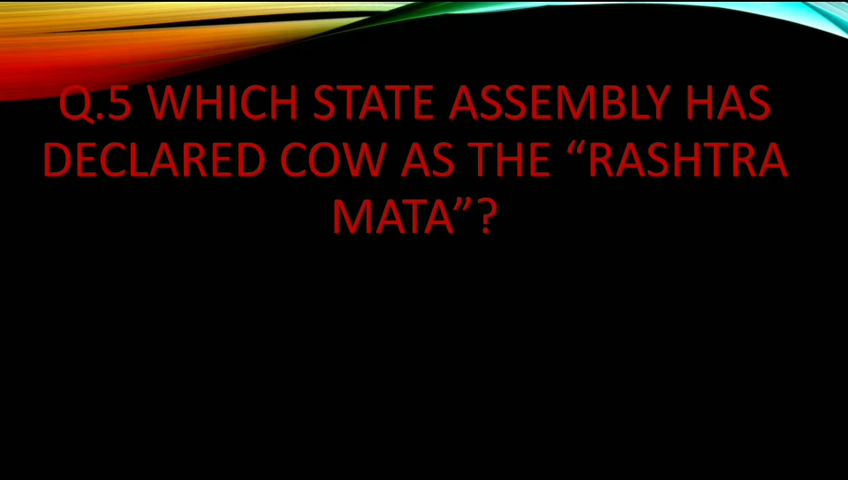 Q.5 WHICH STATE ASSEMBLY HAS
DECLARED COW AS THE “RASHTRA
MATA”?